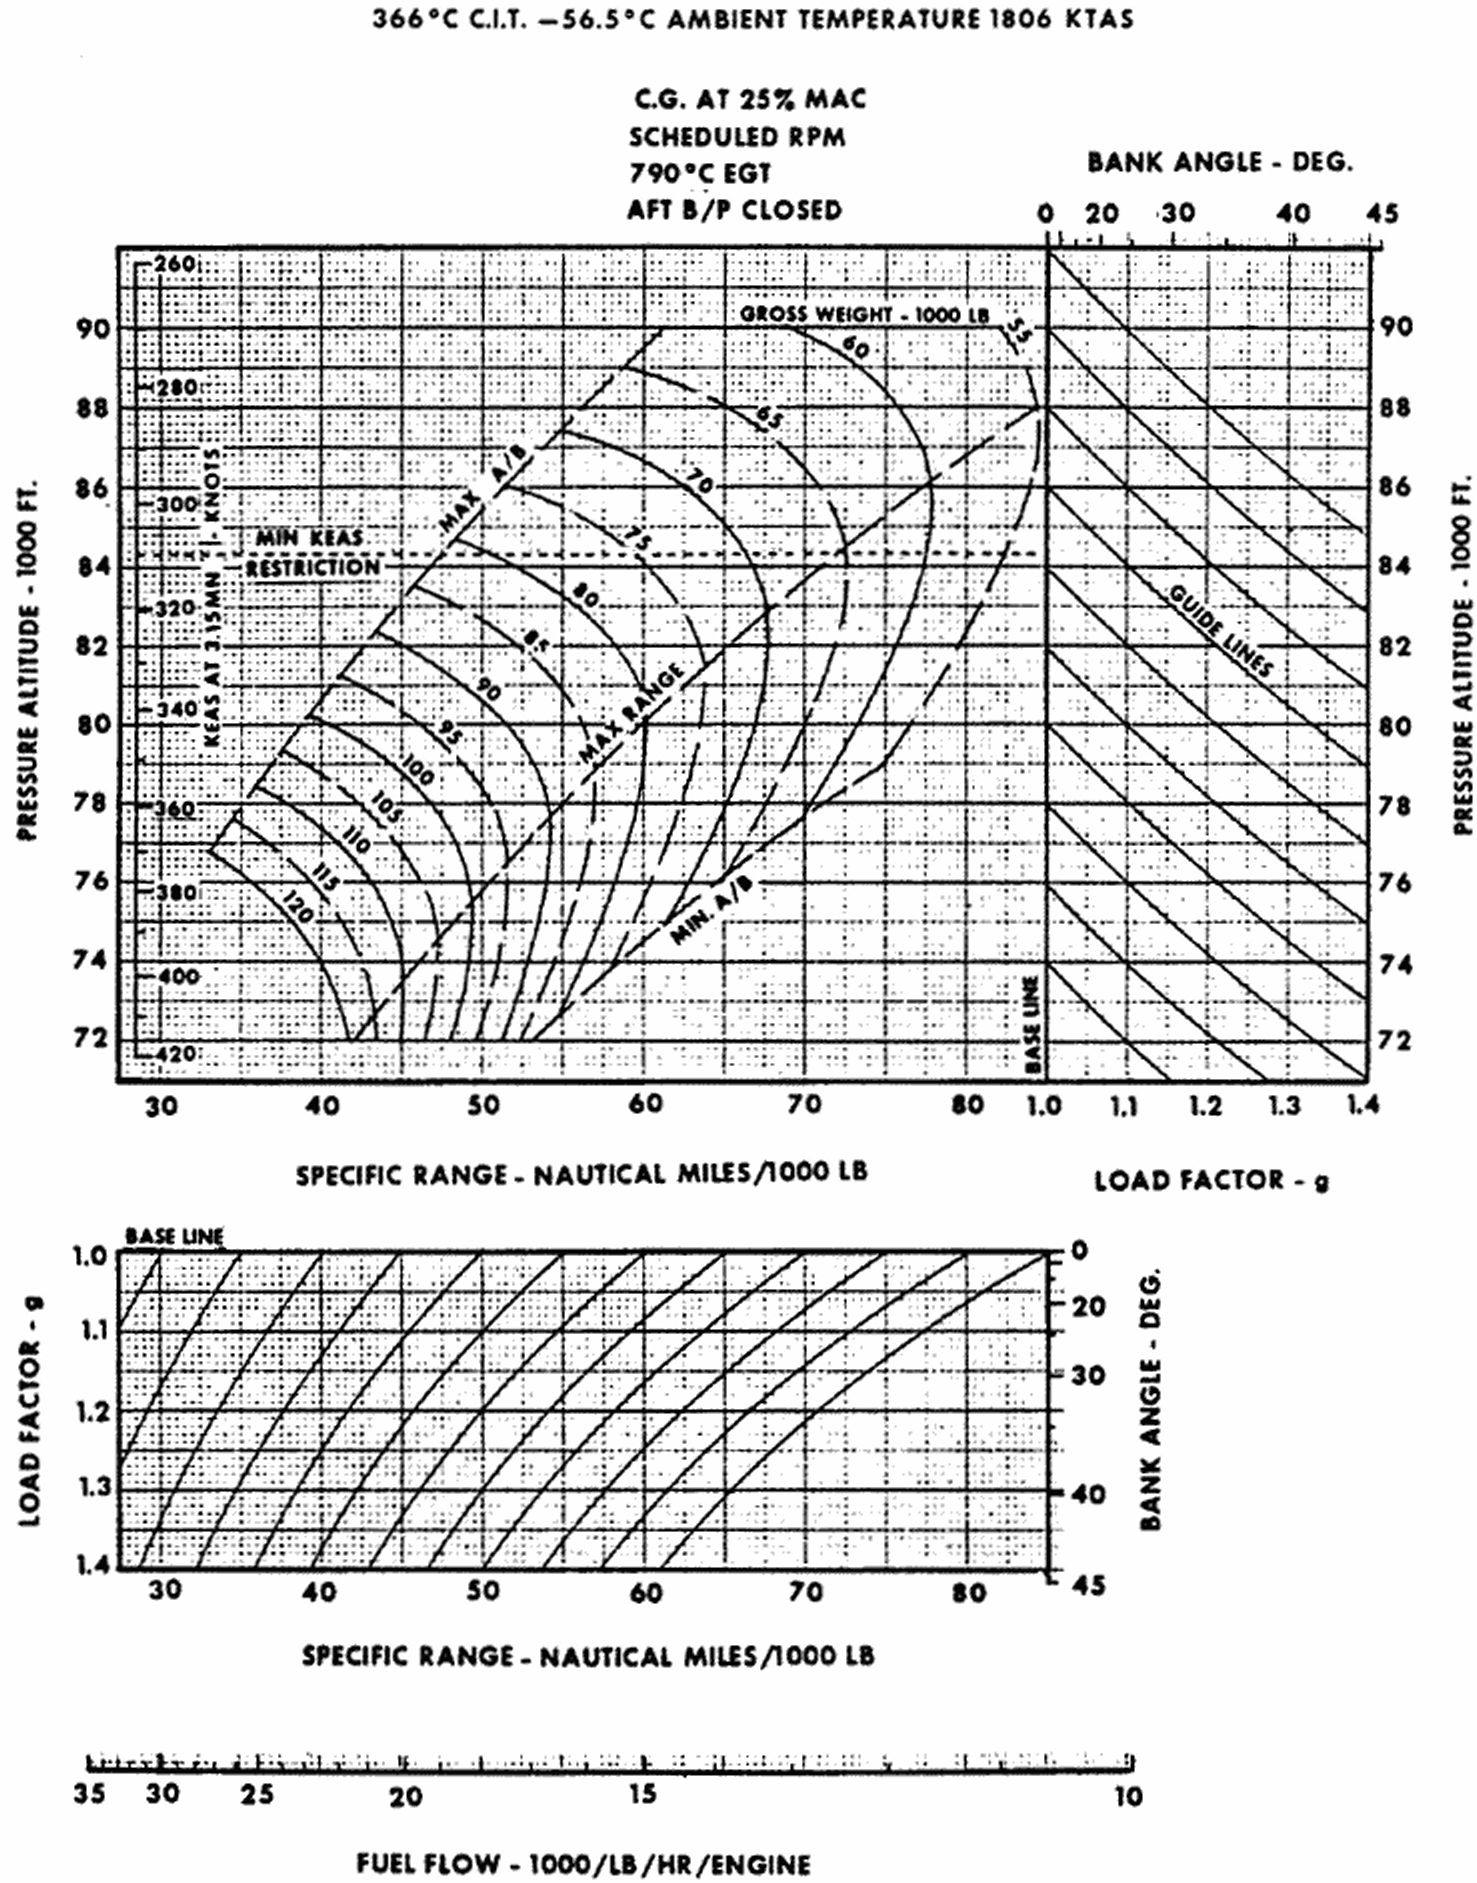 366°C C.I.T. –56.5°C AMBIENT TEMPERATURE 1806 KTAS
C.G. AT 25% MAC
SCHEDULED RPM
790°C EGT
AFT B/P CLOSED
BANK ANGLE - DEG.
0 20 30 40 45
PRESSURE ALTITUDE - 1000 FT.
90
88
86
84
82
80
78
76
74
72
KEAS AT 3.15MN - KNOTS
260
280
300
320
340
360
380
400
420
GROSS WEIGHT - 1000 LB
55
60
65
70
75
80
85
90
95
100
105
110
115
120
MAX A/B
MIN KEAS
RESTRICTION
MAX RANGE
MIN. A/B
BASE LINE
GUIDE LINES
PRESSURE ATITUDE - 1000 FT.
90
88
86
84
82
80
78
76
74
72
30 40 50 60 70 80 1.0 1.1 1.2 1.3 1.4
SPECIFIC RANGE - NAUTICAL MILES/1000 LB
LOAD FACTOR - g
BASE LINE
LOAD FACTOR - g
1.0
1.1
1.2
1.3
1.4
0
20
30
40
45
BANK ANGLE - DEG.
30 40 50 60 70 80
SPECIFIC RANGE - NAUTICAL MILES/1000 LB
35 30 25 20 15 10
FUEL FLOW - 1000/LB/HR/ENGINE